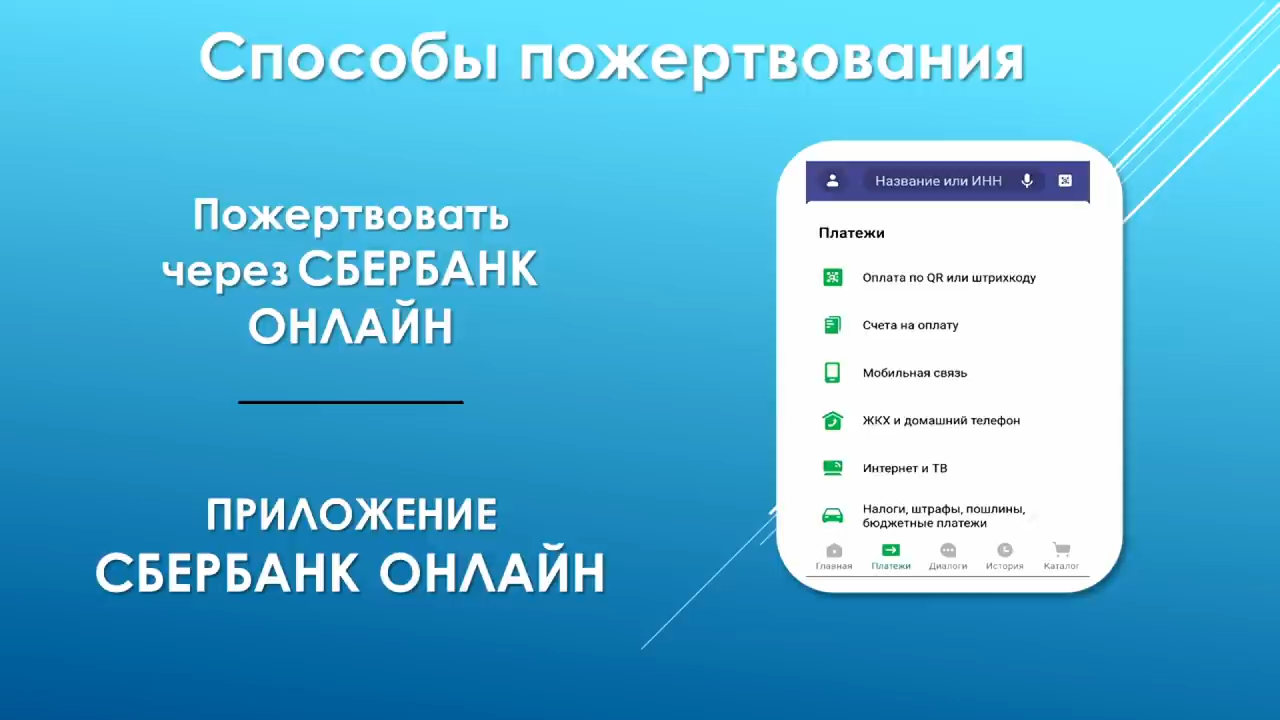 Способы пожертвования
Пожертвовать
через СБЕРБАНК
ОНЛАЙН
ПРИЛОЖЕНИЕ
СБЕРБАНК ОНЛАЙН
Название или ИНН
Платежи
Оплата по QR или штрихкоду
Счета на оплату
Мобильная связь
ЖКХ и домашний телефон
Интернет и ТВ
Налоги, штрафы, пошлины,
бюджетные платежи
Главная Платежи Диалоги История Каталог